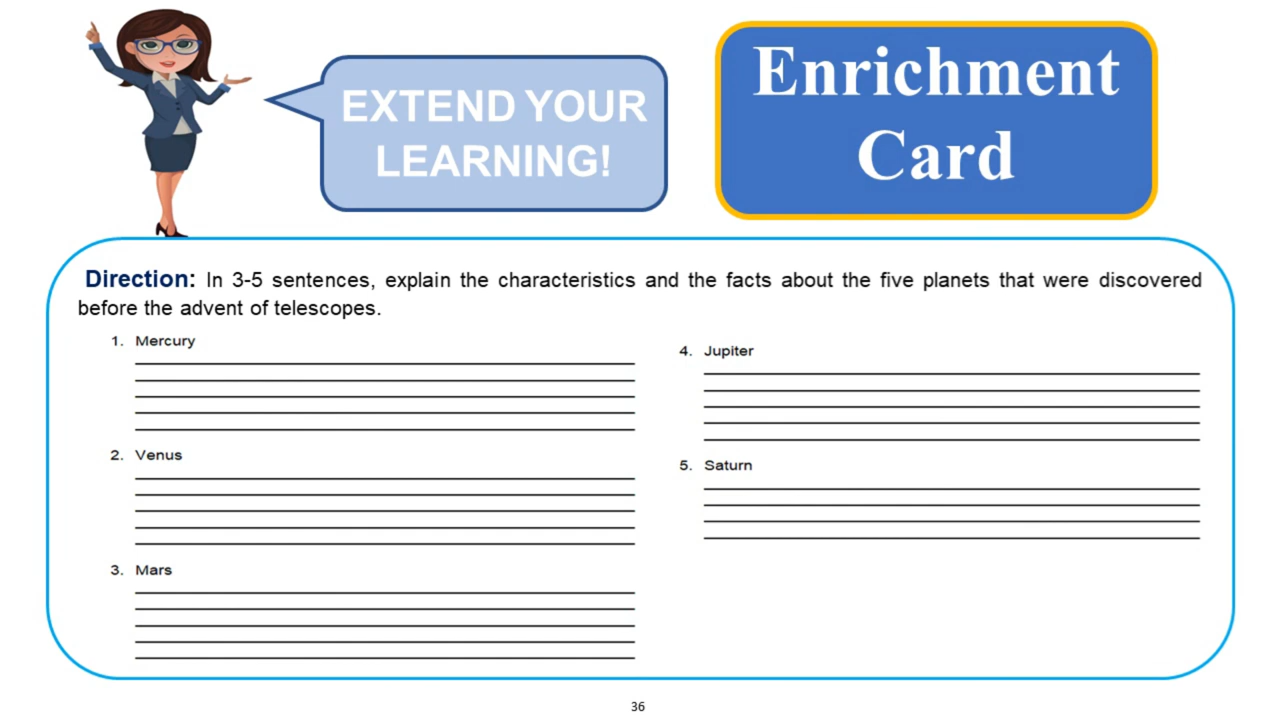 EXTEND YOUR
LEARNING!
Enrichment
Card
Direction: In 3-5 sentences, explain the characteristics and the facts about the five planets that were discovered
before the advent of telescopes.
1. Mercury
2. Venus
3. Mars
4. Jupiter
5. Saturn
36